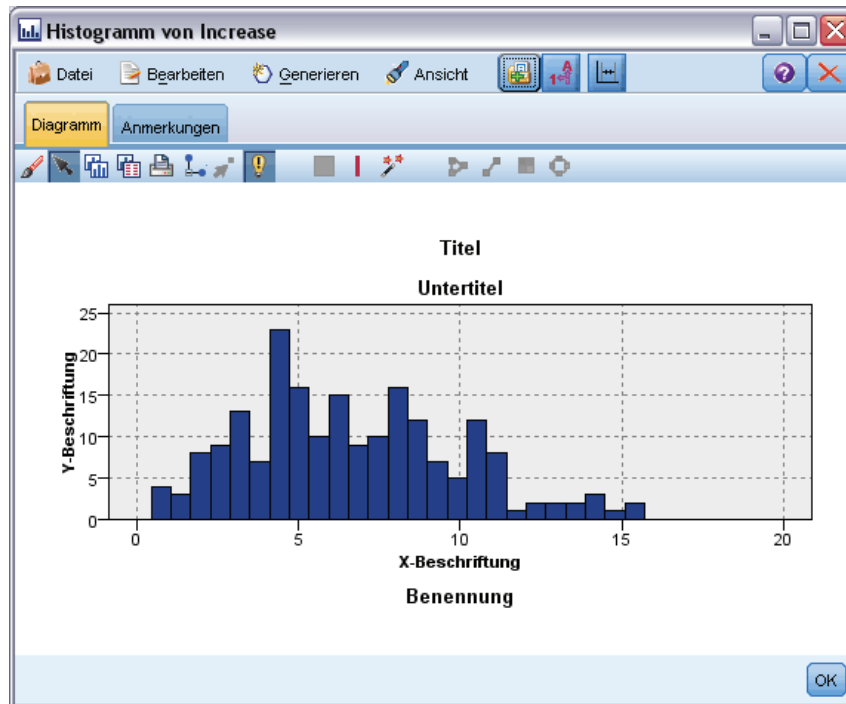 Histogramm von Increase
Datei Bearbeiten Generieren Ansicht
Diagramm Anmerkungen
Titel
Untertitel
25
20
15
10
5
0
Y-Beschriftung
0 5 10 15 20
X-Beschriftung
Benennung
OK